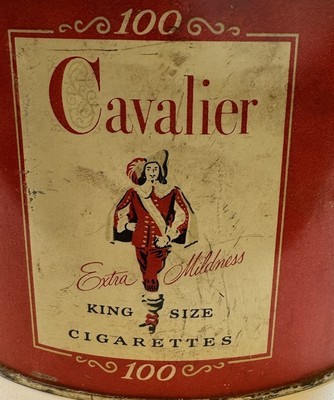 100
Cavalier
Extra Mildness
KING SIZE
CIGARETTES
100